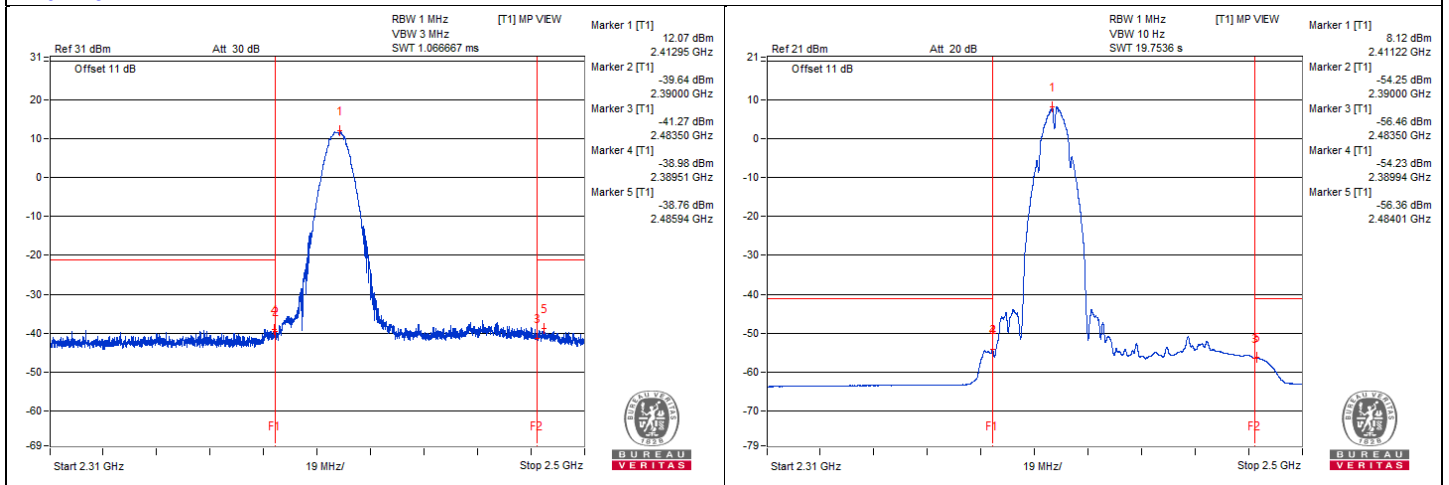 RBW 1 MHz
VBW 3 MHz
SWT 1.066667 ms
[T1] MP VIEW
Ref 31 dBm
Att 30 dB
Offset 11 dB
31
20
10
0
-10
-20
-30
-40
-50
-60
-69
1
2
3
5
F1
F2
Start 2.31 GHz
19 MHz/
Stop 2.5 GHz
Marker 1 [T1]
12.07 dBm
2.41295 GHz
Marker 2 [T1]
-39.64 dBm
2.39000 GHz
Marker 3 [T1]
-41.27 dBm
2.48350 GHz
Marker 4 [T1]
-38.98 dBm
2.38951 GHz
Marker 5 [T1]
-38.76 dBm
2.48594 GHz
1828
BUREAU
VERITAS
RBW 1 MHz
VBW 10 Hz
SWT 19.7536 s
[T1] MP VIEW
Ref 21 dBm
Att 20 dB
Offset 11 dB
21
10
0
-10
-20
-30
-40
-50
-60
-70
-79
1
F1
F2
Start 2.31 GHz
19 MHz/
Stop 2.5 GHz
Marker 1 [T1]
8.12 dBm
2.41122 GHz
Marker 2 [T1]
-54.25 dBm
2.39000 GHz
Marker 3 [T1]
-56.46 dBm
2.48350 GHz
Marker 4 [T1]
-54.23 dBm
2.38994 GHz
Marker 5 [T1]
-56.36 dBm
2.48401 GHz
1828
BUREAU
VERITAS